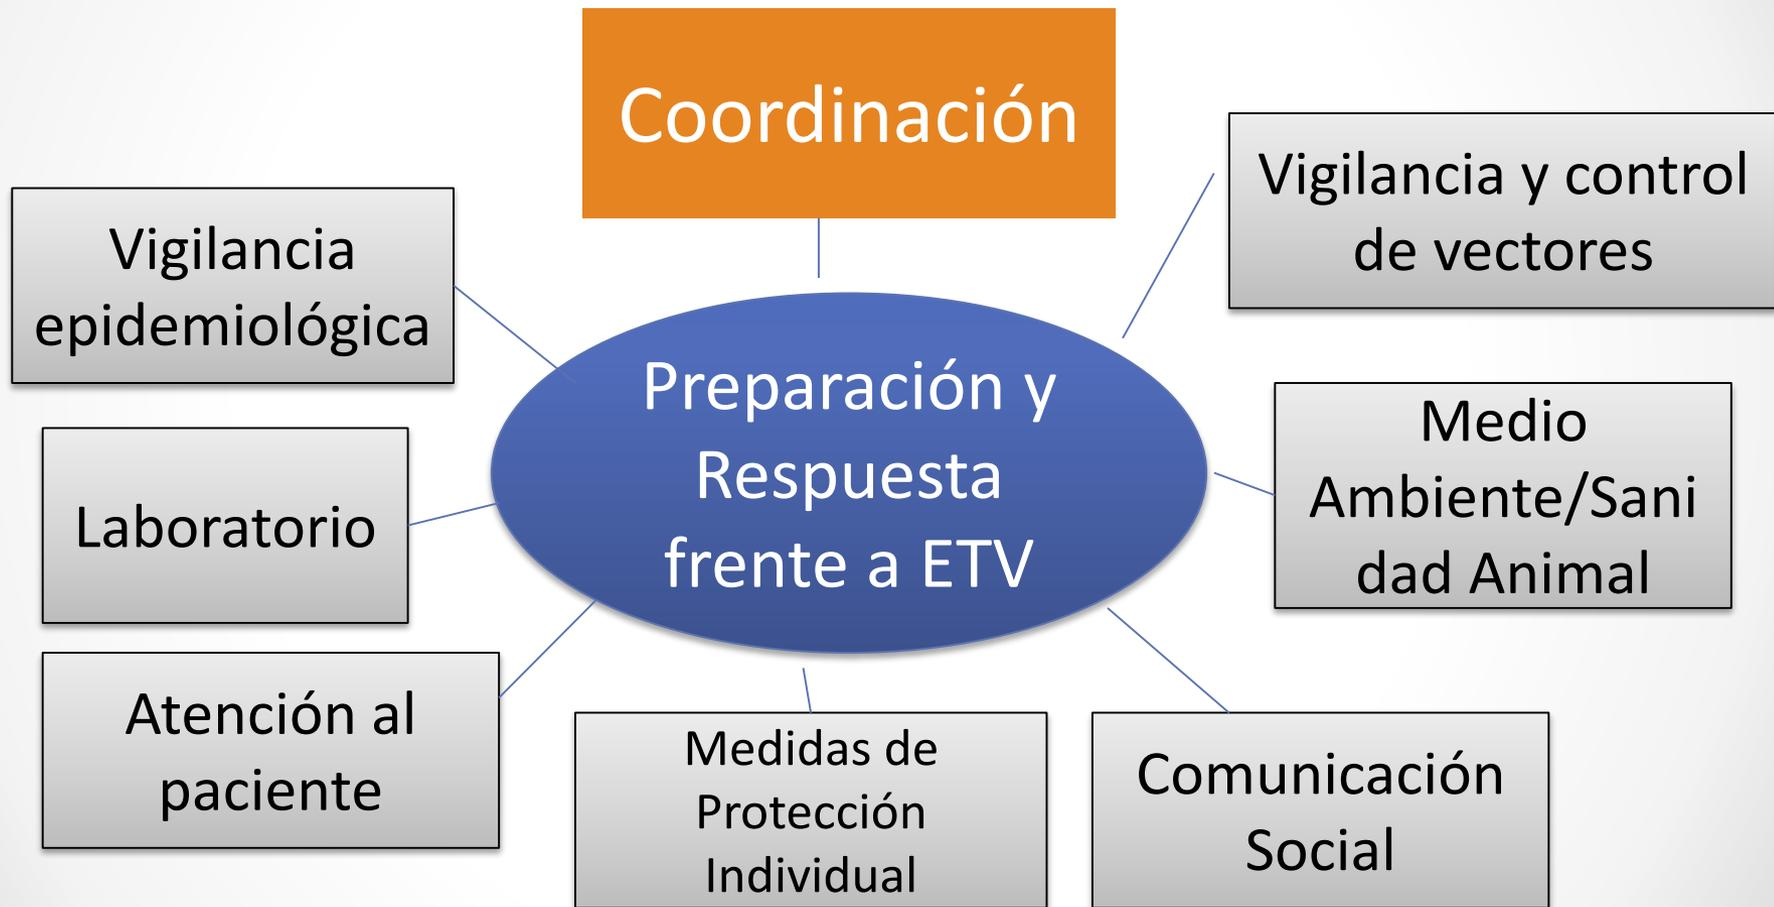 Coordinación
Vigilancia y control
de vectores
Vigilancia
epidemiológica
Preparación y
Respuesta
frente a ETV
Medio
Ambiente/Sani
dad Animal
Laboratorio
Atención al
paciente
Medidas de
Protección
Individual
Comunicación
Social